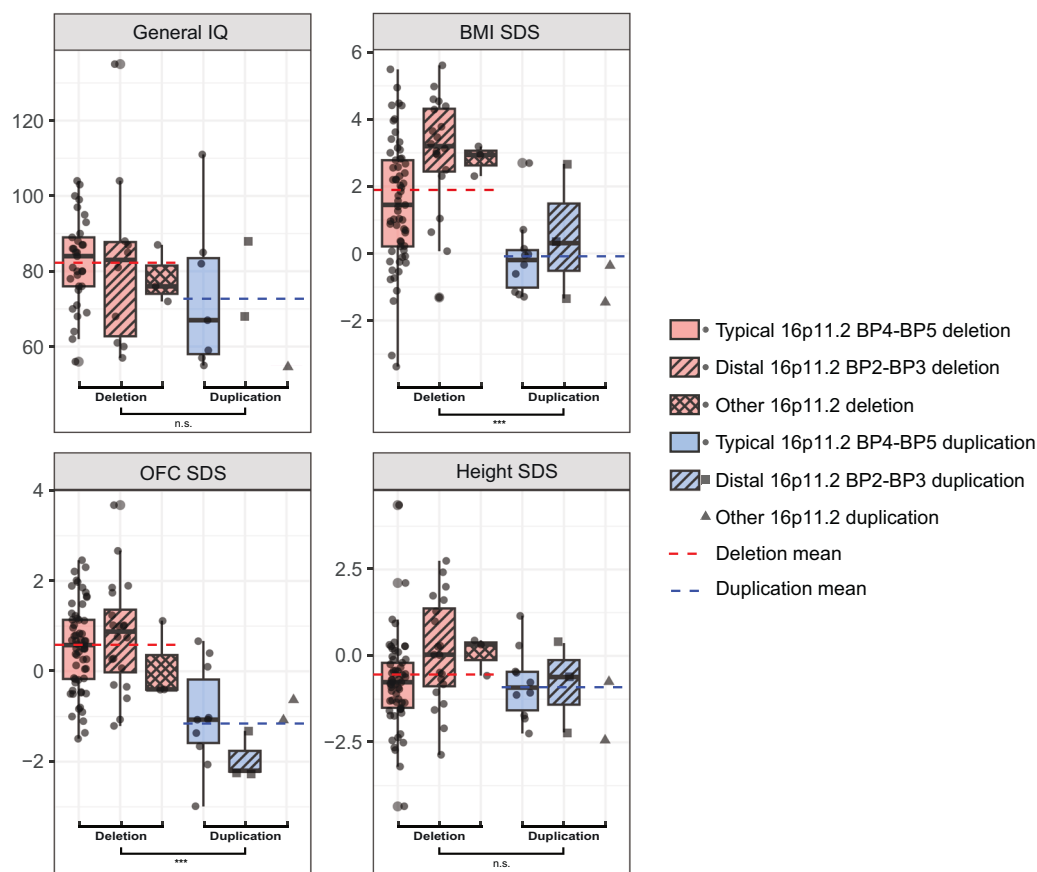 General IQ
120
100
80
60
Deletion
Duplication
n.s.
BMI SDS
6
4
2
0
−2
Deletion
Duplication
***
OFC SDS
4
2
0
−2
Deletion
Duplication
***
Height SDS
2.5
0.0
−2.5
Deletion
Duplication
n.s.
Typical 16p11.2 BP4-BP5 deletion
Distal 16p11.2 BP2-BP3 deletion
Other 16p11.2 deletion
Typical 16p11.2 BP4-BP5 duplication
Distal 16p11.2 BP2-BP3 duplication
Other 16p11.2 duplication
Deletion mean
Duplication mean